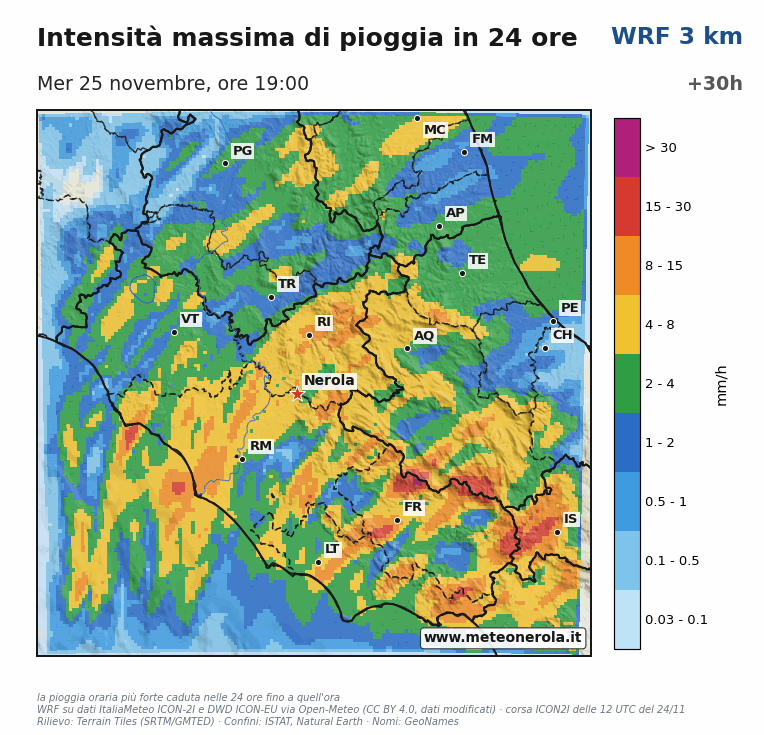 Intensità massima di pioggia in 24 ore
WRF 3 km
Mer 25 novembre, ore 19:00
+30h
MC
FM
PG
AP
TE
TR
PE
VT
RI
CH
AQ
Nerola
RM
FR
IS
LT
www.meteonerola.it
> 30
15 - 30
8 - 15
4 - 8
2 - 4
1 - 2
0.5 - 1
0.1 - 0.5
0.03 - 0.1
mm/h
la pioggia oraria più forte caduta nelle 24 ore fino a quell'ora
WRF su dati ItaliaMeteo ICON-2I e DWD ICON-EU via Open-Meteo (CC BY 4.0, dati modificati) · corsa ICON2I delle 12 UTC del 24/11
Rilievo: Terrain Tiles (SRTM/GMTED) · Confini: ISTAT, Natural Earth · Nomi: GeoNames